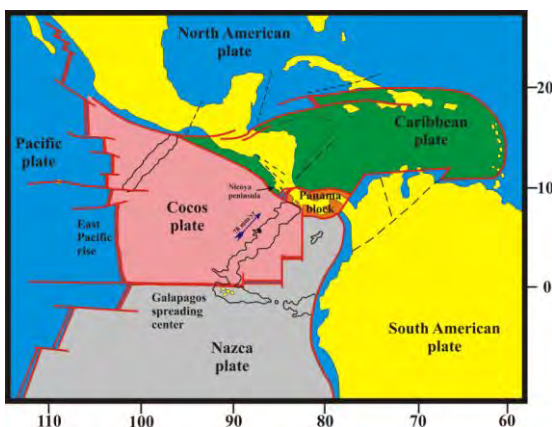 North American
plate
20
Caribbean
plate
Pacific
plate
Nicoya
peninsula
Panama
block
10
Cocos
plate
East
Pacific
rise
Galapagos
spreading
center
0
South American
plate
Nazca
plate
110
100
90
80
70
60